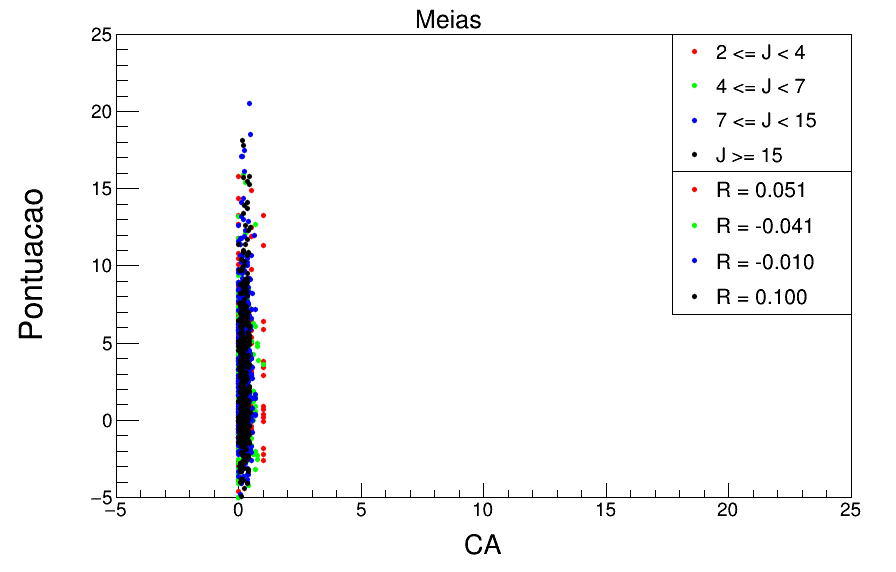 Meias
25
20
15
10
5
0
−5
Pontuacao
−5
0
5
10
15
20
25
CA
2 <= J < 4
4 <= J < 7
7 <= J < 15
J >= 15
R = 0.051
R = -0.041
R = -0.010
R = 0.100